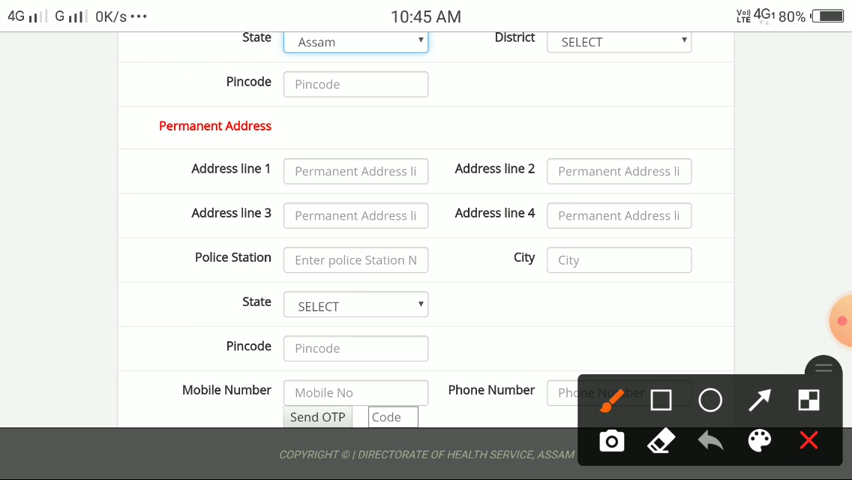 4G G 0K/s ••• 10:45 AM VoLTE 4G1 80%
State Assam District SELECT
Pincode Pincode
Permanent Address
Address line 1 Permanent Address li Address line 2 Permanent Address li
Address line 3 Permanent Address li Address line 4 Permanent Address li
Police Station Enter police Station N City City
State SELECT
Pincode Pincode
Mobile Number Mobile No Phone Number Phone Number
Send OTP Code
COPYRIGHT © | DIRECTORATE OF HEALTH SERVICE, ASSAM